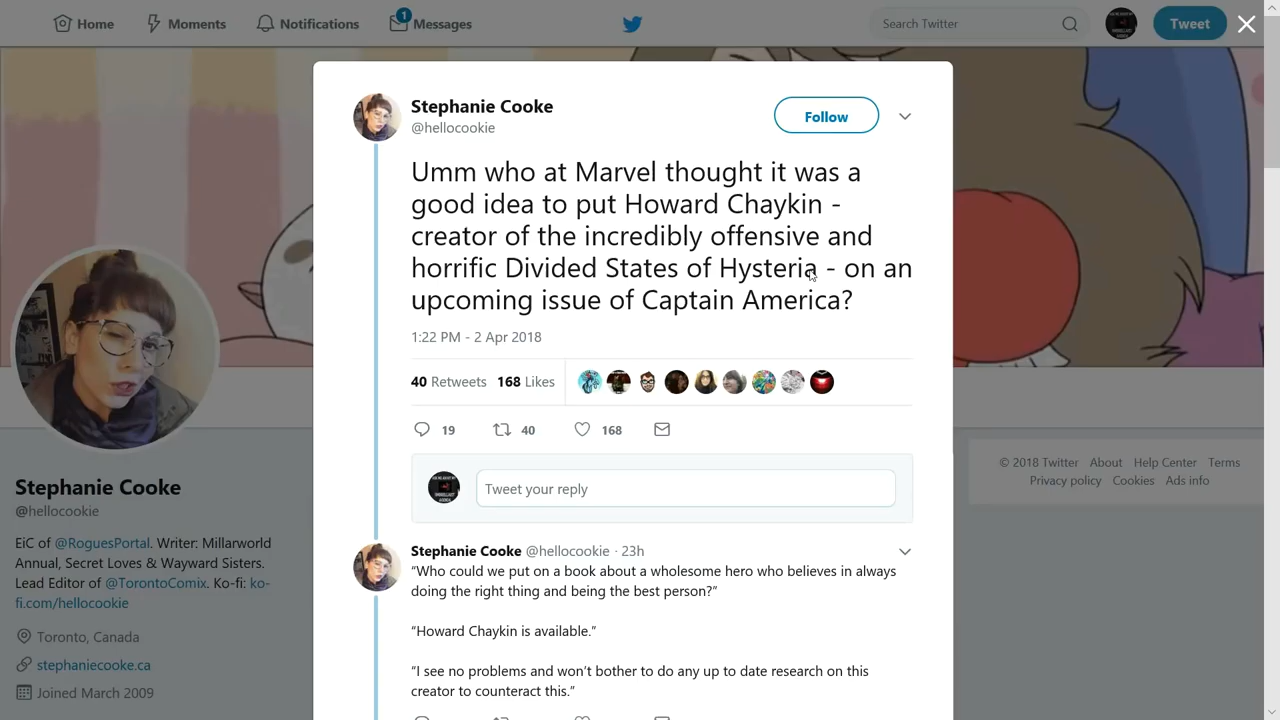 Home
Moments
Notifications
1
Messages
Search Twitter
Tweet
Stephanie Cooke
@hellocookie
Follow
Umm who at Marvel thought it was a
good idea to put Howard Chaykin -
creator of the incredibly offensive and
horrific Divided States of Hysteria - on an
upcoming issue of Captain America?
1:22 PM - 2 Apr 2018
40 Retweets 168 Likes
19 40 168
Tweet your reply
Stephanie Cooke @hellocookie · 23h
“Who could we put on a book about a wholesome hero who believes in always
doing the right thing and being the best person?”
“Howard Chaykin is available.”
“I see no problems and won’t bother to do any up to date research on this
creator to counteract this.”
Stephanie Cooke
@hellocookie
EiC of @RoguesPortal. Writer: Millarworld
Annual, Secret Loves & Wayward Sisters.
Lead Editor of @TorontoComix. Ko-fi: ko-
fi.com/hellocookie
Toronto, Canada
stephaniecooke.ca
Joined March 2009
© 2018 Twitter About Help Center Terms
Privacy policy Cookies Ads info